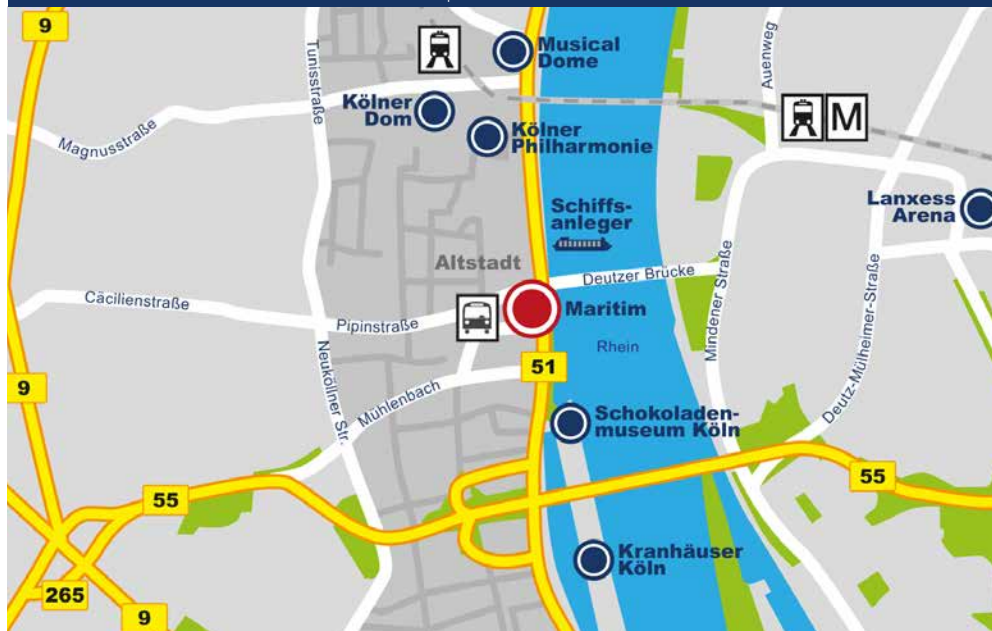 9
Musical
Dome
Tunisstraße
Auenweg
Kölner
Dom
Magnusstraße
Kölner
Philharmonie
M
Lanxess
Arena
Schiffs-
anleger
Altstadt
Deutzer Brücke
Cäcilienstraße
Pipinstraße
Maritim
Mindener Straße
Deutz-Mülheimer-Straße
Rhein
Neuköllner Str.
51
9
Mühlenbach
Schokoladen-
museum Köln
55
55
Kranhäuser
Köln
265
9